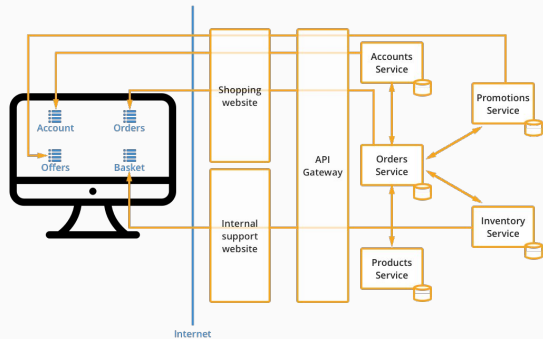 Account
Orders
Offers
Basket
Internet
Shopping
website
Internal
support
website
API
Gateway
Accounts
Service
Orders
Service
Products
Service
Promotions
Service
Inventory
Service